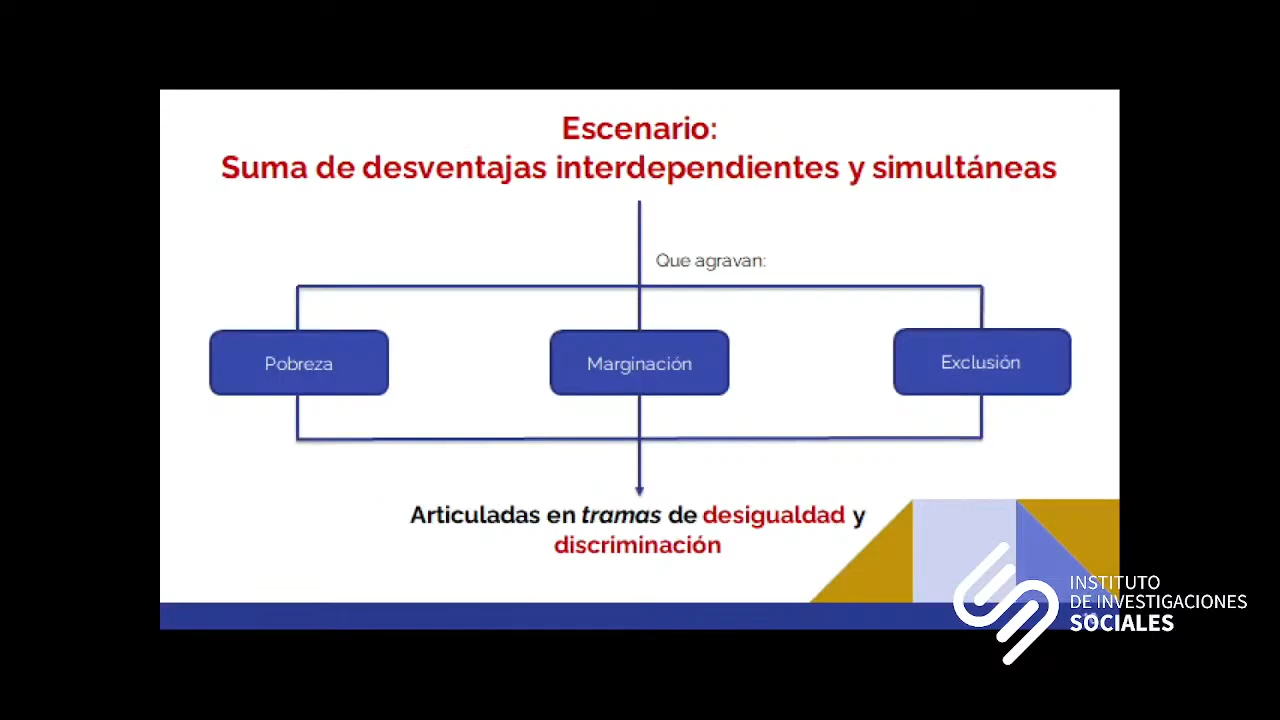 Escenario:
Suma de desventajas interdependientes y simultáneas
Que agravan:
Pobreza
Marginación
Exclusión
Articuladas en tramas de desigualdad y
discriminación
INSTITUTO
DE INVESTIGACIONES
SOCIALES